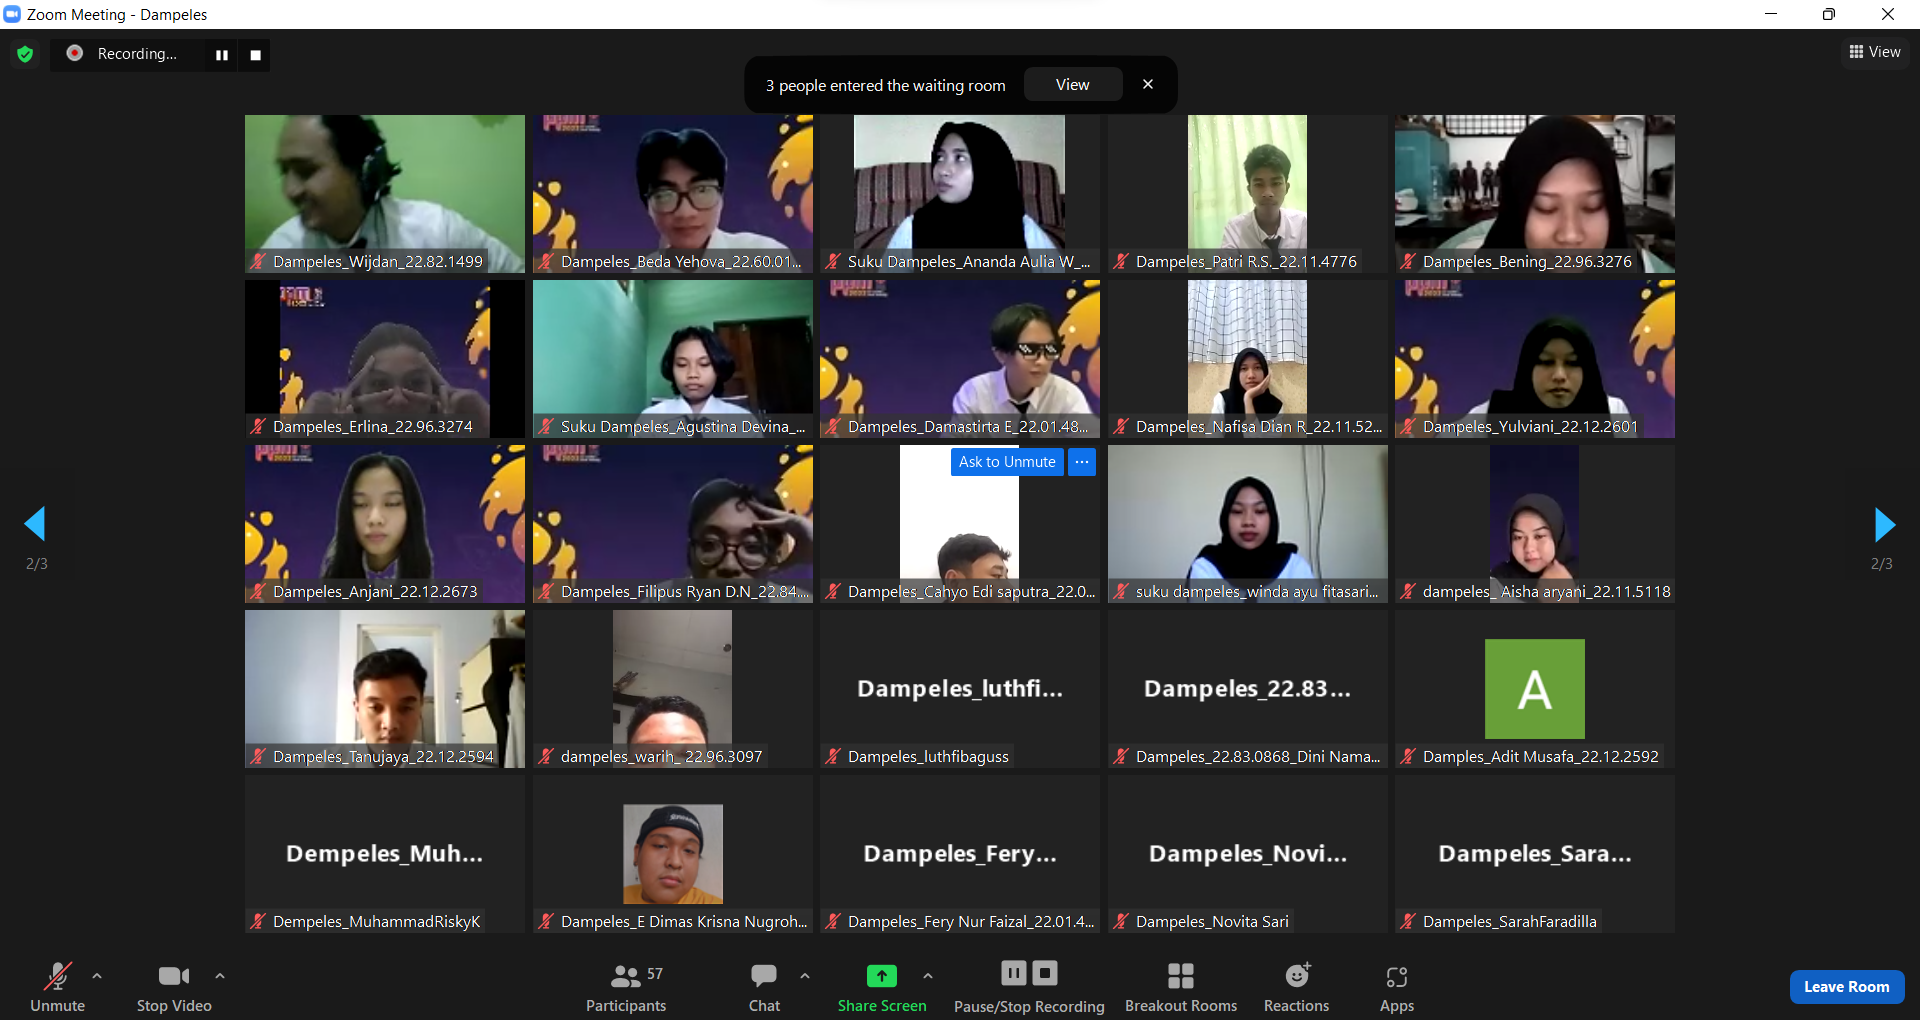 Zoom Meeting - Dampeles
Recording...
View
3 people entered the waiting room
View
Dampeles_Wijdan_22.82.1499
Dampeles_Beda Yehova_22.60.01...
Suku Dampeles_Ananda Aulia W_...
Dampeles_Patri R.S._22.11.4776
Dampeles_Bening_22.96.3276
Dampeles_Erlina_22.96.3274
Suku Dampeles_Agustina Devina_...
Dampeles_Damastirta E_22.01.48...
Dampeles_Nafisa Dian R_22.11.52...
Dampeles_Yulviani_22.12.2601
Ask to Unmute
...
2/3
2/3
Dampeles_Anjani_22.12.2673
Dampeles_Filipus Ryan D.N_22.84....
Dampeles_Cahyo Edi saputra_22.0...
suku dampeles_winda ayu fitasari...
dampeles_ Aisha aryani_22.11.5118
Dampeles_luthfi...
Dampeles_22.83...
A
Dampeles_Tanujaya_22.12.2594
dampeles_warih_ 22.96.3097
Dampeles_luthfibaguss
Dampeles_22.83.0868_Dini Nama...
Damples_Adit Musafa_22.12.2592
Dempeles_Muh...
Dampeles_Fery...
Dampeles_Novi...
Dampeles_Sara...
Dempeles_MuhammadRiskyK
Dampeles_E Dimas Krisna Nugroh...
Dampeles_Fery Nur Faizal_22.01.4...
Dampeles_Novita Sari
Dampeles_SarahFaradilla
57
Unmute
Stop Video
Participants
Chat
Share Screen
Pause/Stop Recording
Breakout Rooms
Reactions
Apps
Leave Room